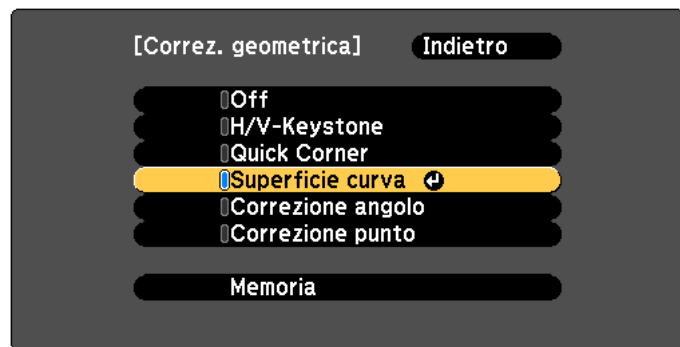 [Correz. geometrica] Indietro
Off
H/V-Keystone
Quick Corner
Superficie curva
Correzione angolo
Correzione punto
Memoria